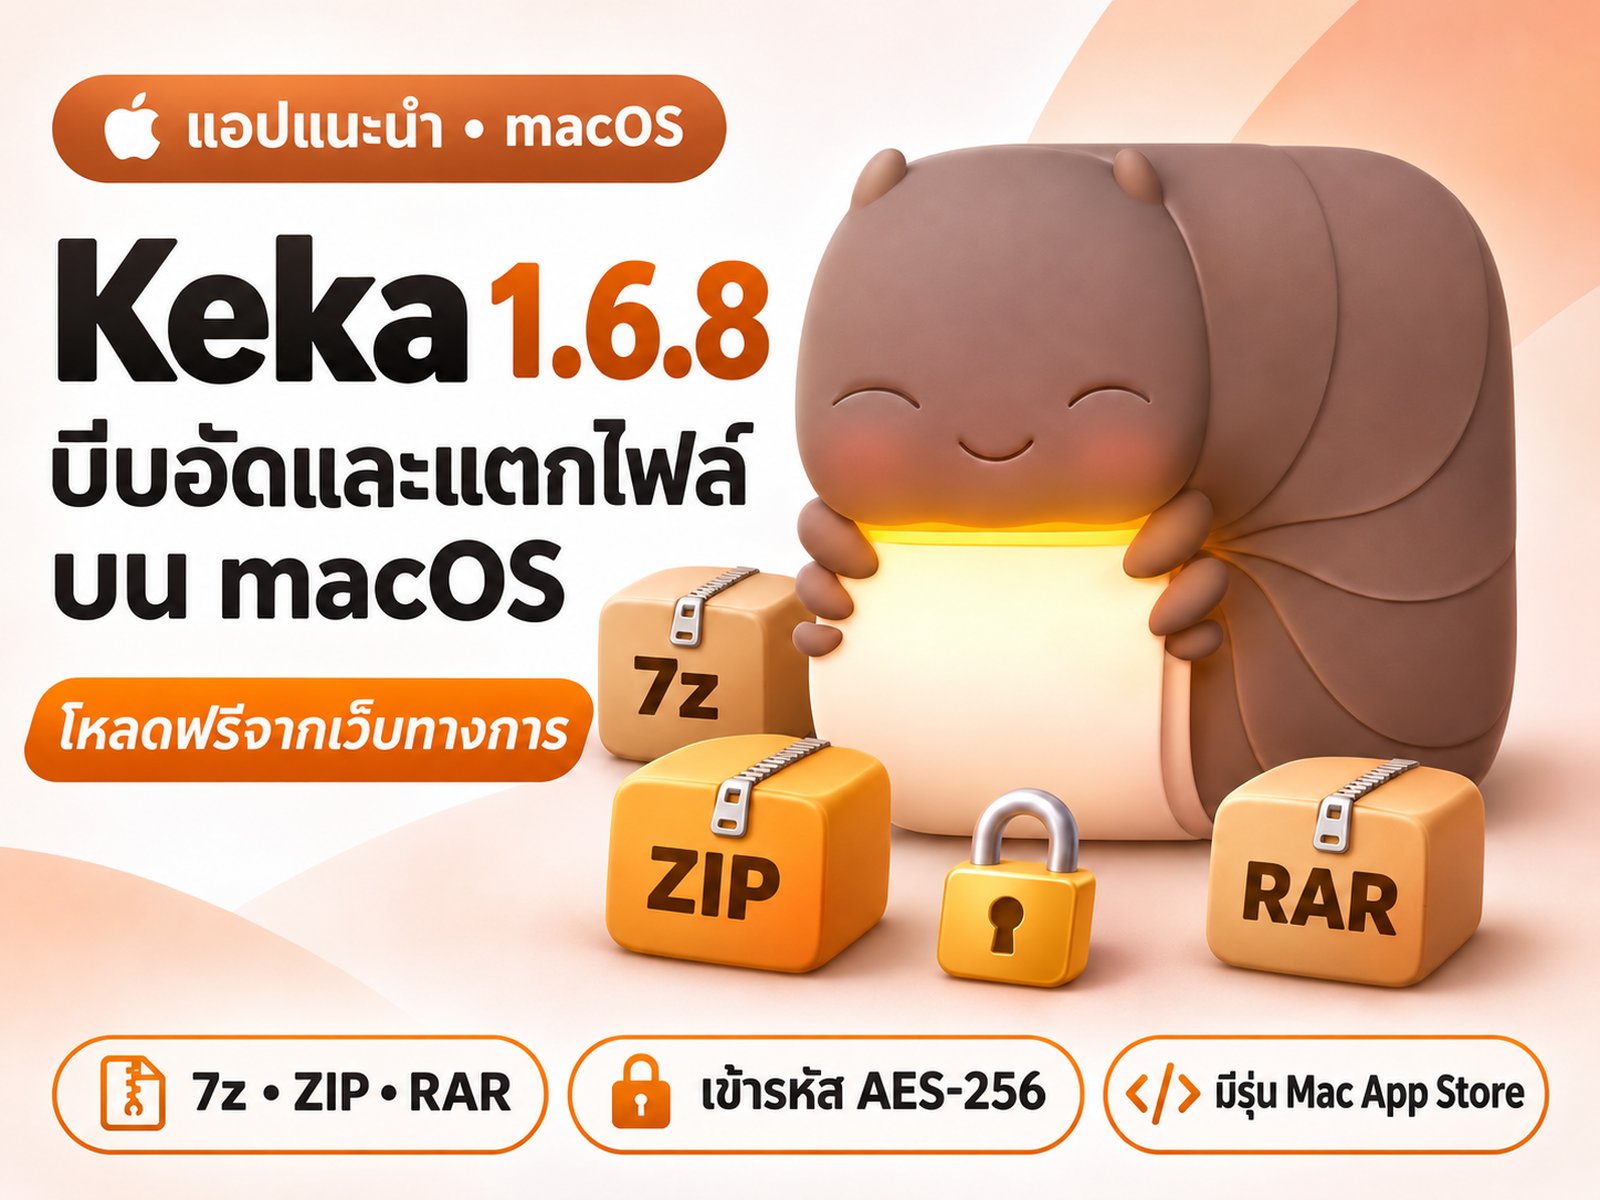 แอปแนะนำ • macOS
Keka 1.6.8
บีบอัดและแตกไฟล์
บน macOS
โหลดฟรีจากเว็บทางการ
7z
ZIP
RAR
7z • ZIP • RAR
เข้ารหัส AES-256
</> มีรุ่น Mac App Store